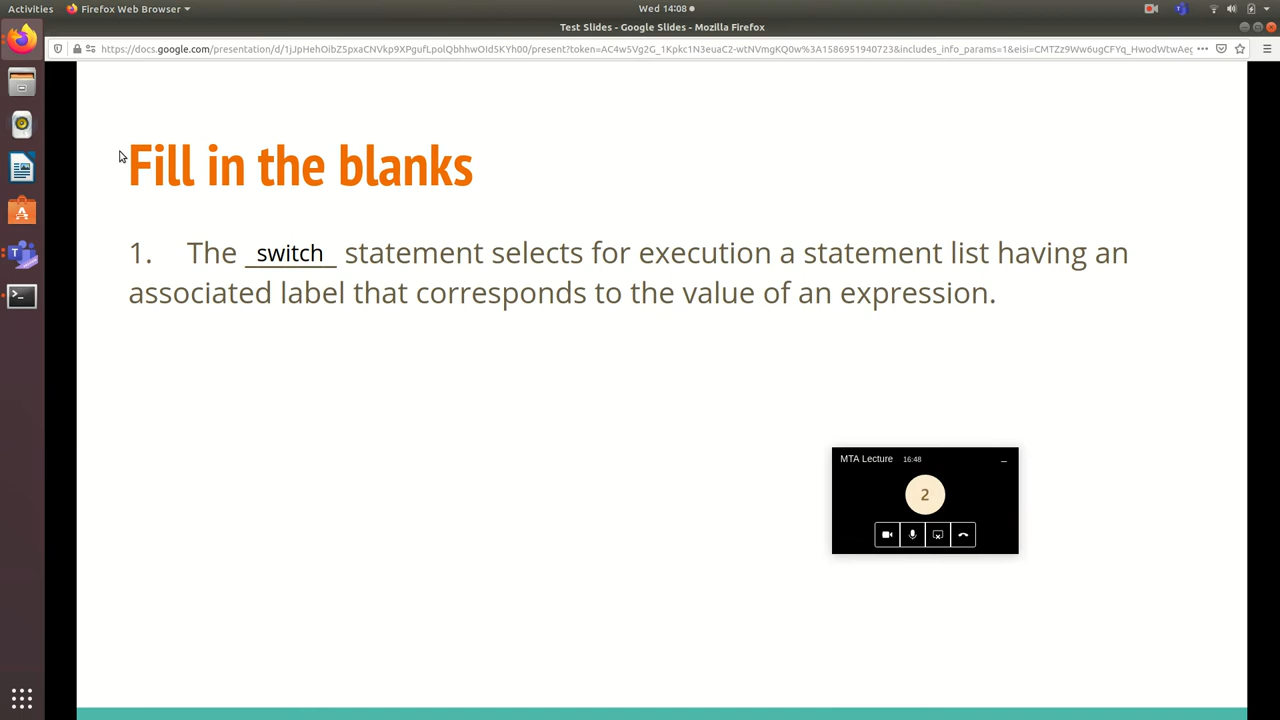 Activities Firefox Web Browser Wed 14:08
Test Slides - Google Slides - Mozilla Firefox
Fill in the blanks
1. The switch statement selects for execution a statement list having an
associated label that corresponds to the value of an expression.
MTA Lecture 16:48
2